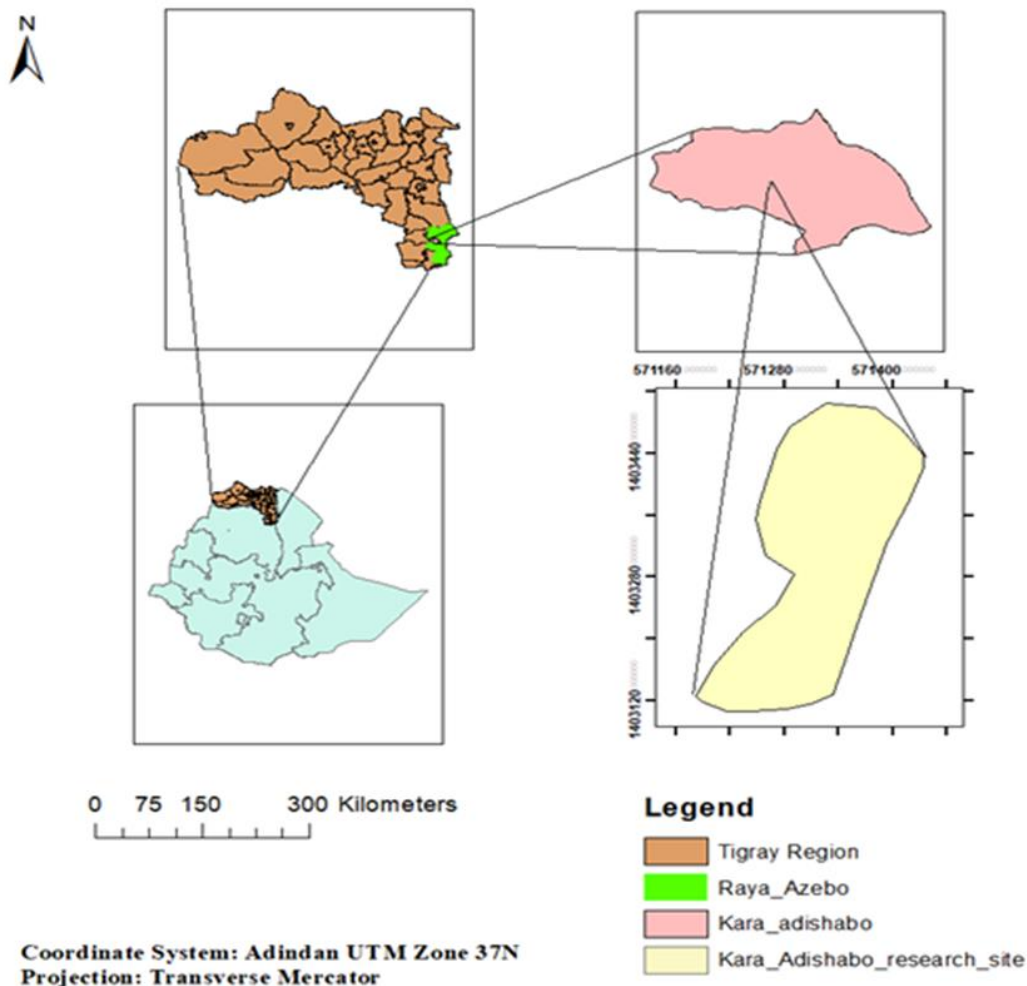 N
571160 571280 571400
1403440
1403280
1403120
0 75 150 300 Kilometers
Legend
Tigray Region
Raya_Azebo
Kara_adishabo
Kara_Adishabo_research_site
Coordinate System: Adindan UTM Zone 37N
Projection: Transverse Mercator